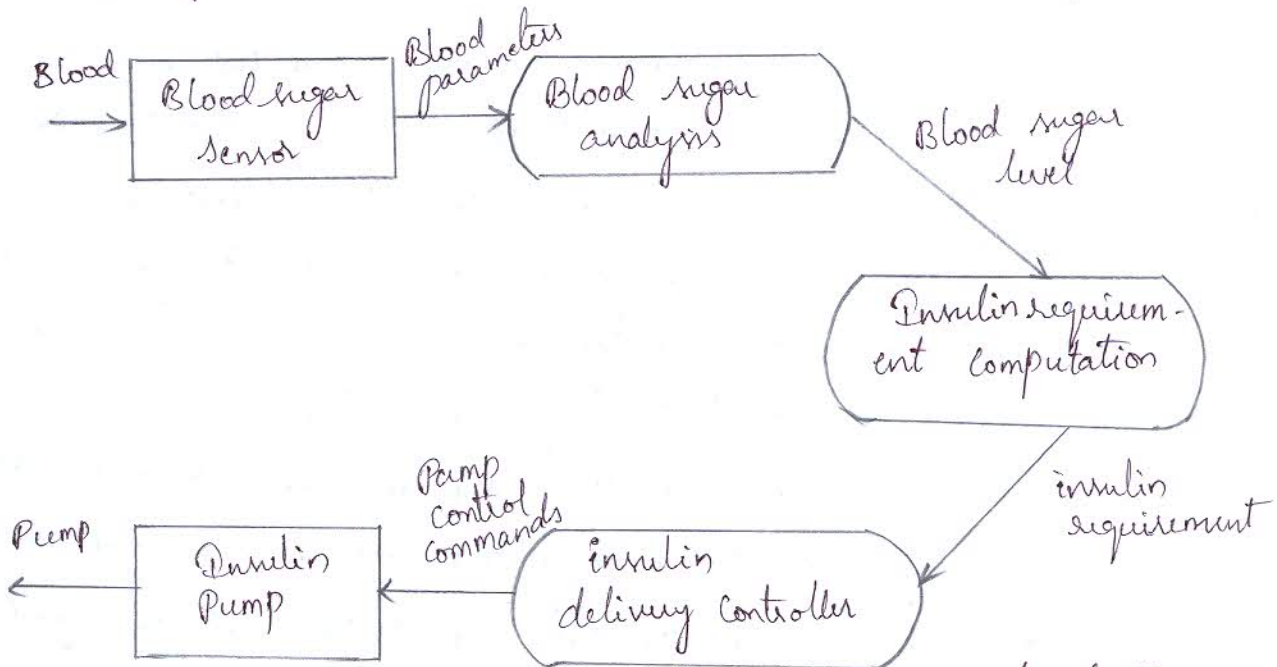 Blood
Blood sugar
sensor
Blood
parameters
Blood sugar
analysis
Blood sugar
level
Insulin requirem-
ent computation
insulin
requirement
insulin
delivery controller
Pump
control
commands
Insulin
Pump
Pump